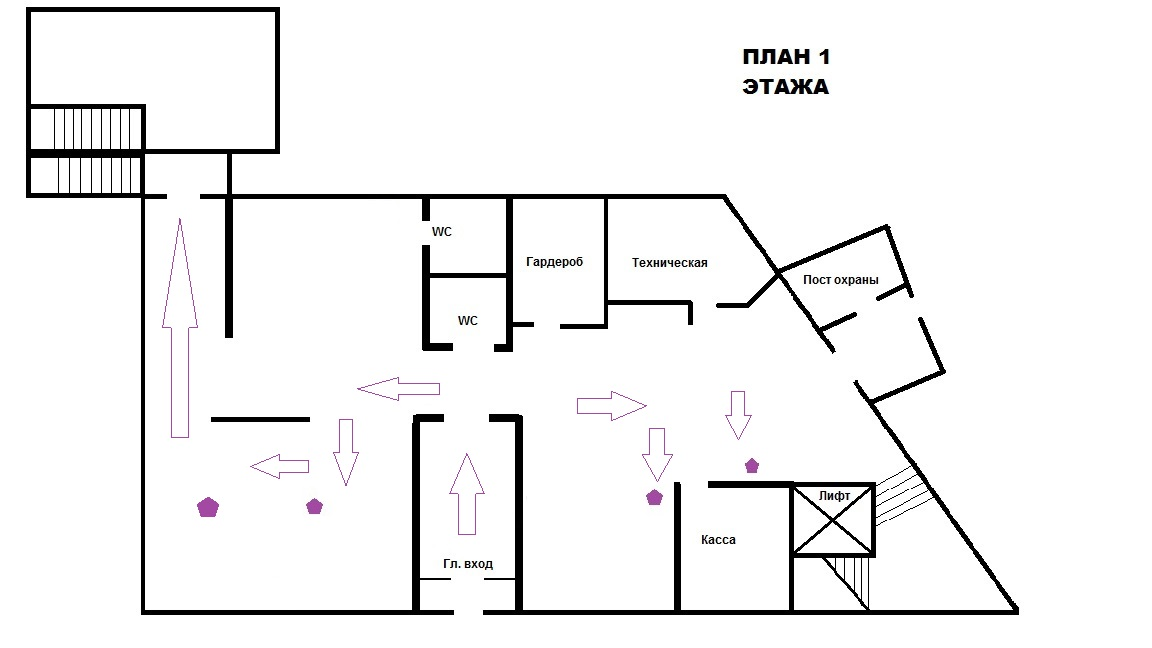 ПЛАН 1
ЭТАЖА
WC
Гардероб
Техническая
Пост охраны
WC
Лифт
Касса
Гл. вход